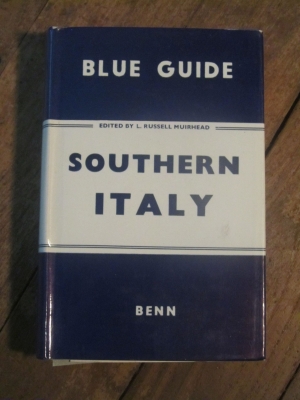 BLUE GUIDE
EDITED BY L. RUSSELL MUIRHEAD
SOUTHERN
ITALY
BENN